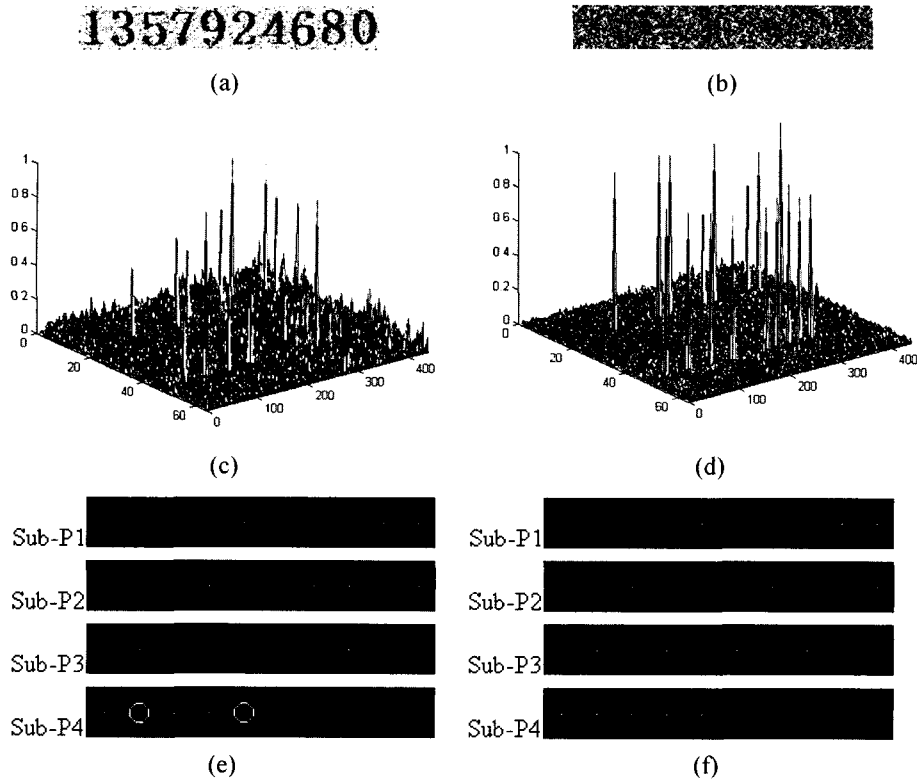 1357924680
(a) (b)
1 0.8 0.6 0.4 0.2 0 0 20 40 60 0 100 200 300 400
1 0.8 0.6 0.4 0.2 0 0 20 40 60 0 100 200 300 400
(c) (d)
Sub-P1 Sub-P1
Sub-P2 Sub-P2
Sub-P3 Sub-P3
Sub-P4 Sub-P4
(e) (f)